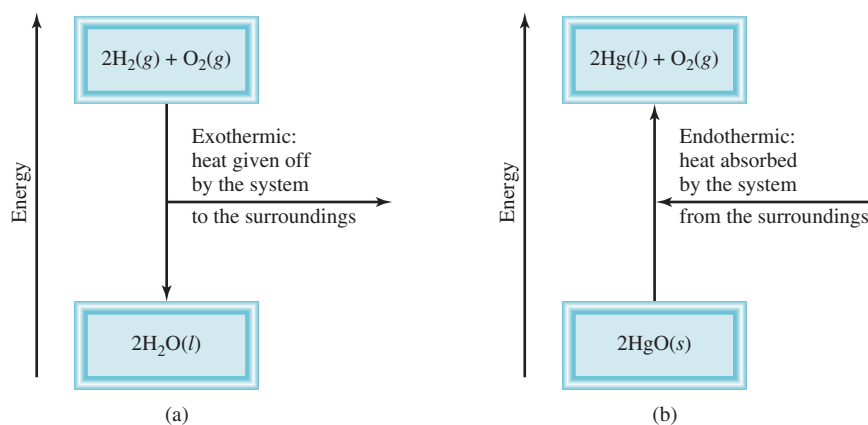 Energy
2H₂(g) + O₂(g)
Exothermic:
heat given off
by the system
to the surroundings
2H₂O(l)
(a)
Energy
2Hg(l) + O₂(g)
Endothermic:
heat absorbed
by the system
from the surroundings
2HgO(s)
(b)